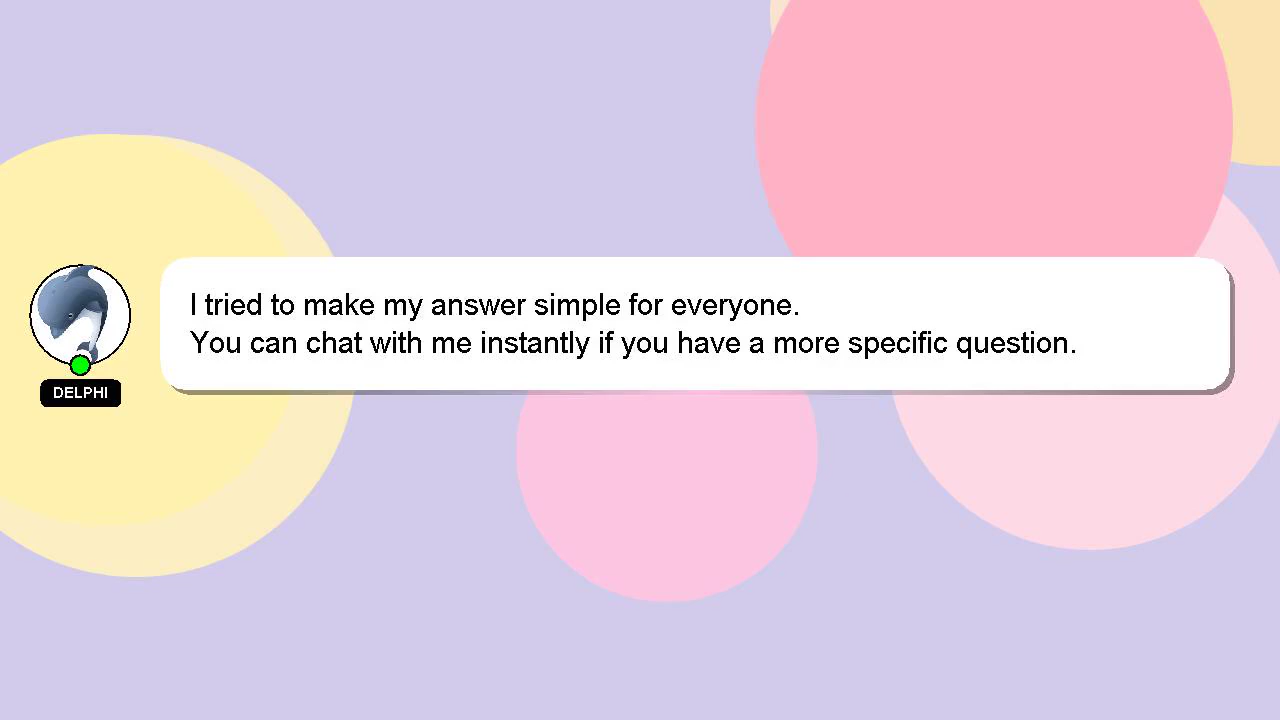 I tried to make my answer simple for everyone.
You can chat with me instantly if you have a more specific question.
DELPHI